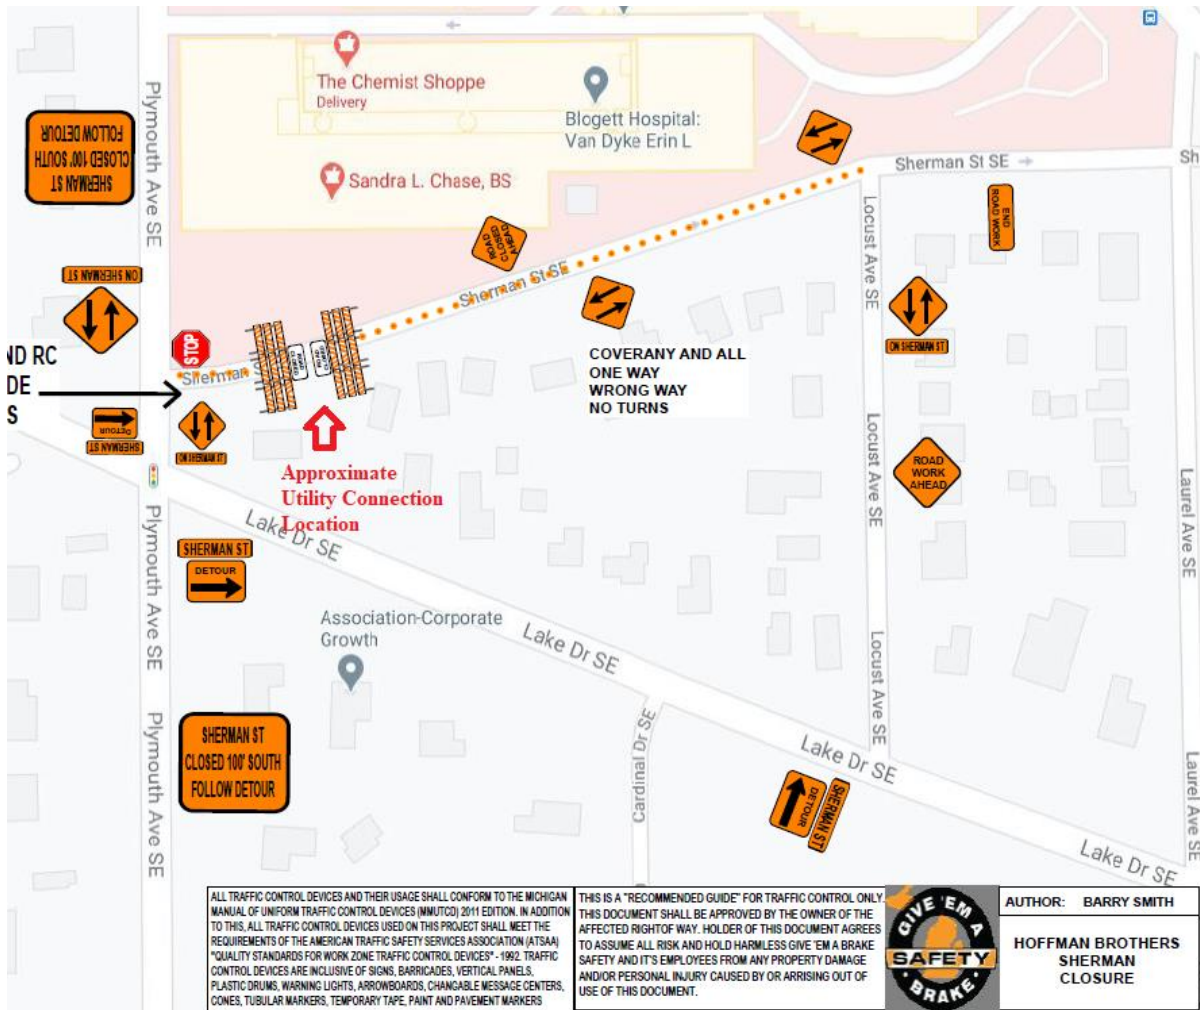 The Chemist Shoppe
Delivery
Blogett Hospital:
Van Dyke Erin L
Sandra L. Chase, BS
Plymouth Ave SE
SHERMAN ST
CLOSED 100' SOUTH
FOLLOW DETOUR
ON SHERMAN ST
Sherman St SE
Sh
ROAD
CLOSED
AHEAD
END
ROAD WORK
Locust Ave SE
ON SHERMAN ST
STOP
Sherman
ROAD
CLOSED
Sherman St SE
ND RC
DE
S
COVERANY AND ALL
ONE WAY
WRONG WAY
NO TURNS
DETOUR
SHERMAN ST
ON SHERMAN ST
Approximate
Utility Connection
Location
Locust Ave SE
ROAD
WORK
AHEAD
Laurel Ave SE
Lake Dr SE
Plymouth Ave SE
SHERMAN ST
DETOUR
Association-Corporate
Growth
Lake Dr SE
Locust Ave SE
Plymouth Ave SE
SHERMAN ST
CLOSED 100' SOUTH
FOLLOW DETOUR
Cardinal Dr SE
Lake Dr SE
Laurel Ave SE
DETOUR
SHERMAN ST
Lake Dr SE
ALL TRAFFIC CONTROL DEVICES AND THEIR USAGE SHALL CONFORM TO THE MICHIGAN
MANUAL OF UNIFORM TRAFFIC CONTROL DEVICES (MMUTCD) 2011 EDITION. IN ADDITION
TO THIS, ALL TRAFFIC CONTROL DEVICES USED ON THIS PROJECT SHALL MEET THE
REQUIREMENTS OF THE AMERICAN TRAFFIC SAFETY SERVICES ASSOCIATION (ATSAA)
"QUALITY STANDARDS FOR WORK ZONE TRAFFIC CONTROL DEVICES" - 1992. TRAFFIC
CONTROL DEVICES ARE INCLUSIVE OF SIGNS, BARRICADES, VERTICAL PANELS,
PLASTIC DRUMS, WARNING LIGHTS, ARROWBOARDS, CHANGABLE MESSAGE CENTERS,
CONES, TUBULAR MARKERS, TEMPORARY TAPE, PAINT AND PAVEMENT MARKERS
THIS IS A "RECOMMENDED GUIDE" FOR TRAFFIC CONTROL ONLY.
THIS DOCUMENT SHALL BE APPROVED BY THE OWNER OF THE
AFFECTED RIGHTOF WAY. HOLDER OF THIS DOCUMENT AGREES
TO ASSUME ALL RISK AND HOLD HARMLESS GIVE 'EM A BRAKE
SAFETY AND IT'S EMPLOYEES FROM ANY PROPERTY DAMAGE
AND/OR PERSONAL INJURY CAUSED BY OR ARRISING OUT OF
USE OF THIS DOCUMENT.
GIVE 'EM A
SAFETY
BRAKE
AUTHOR: BARRY SMITH
HOFFMAN BROTHERS
SHERMAN
CLOSURE